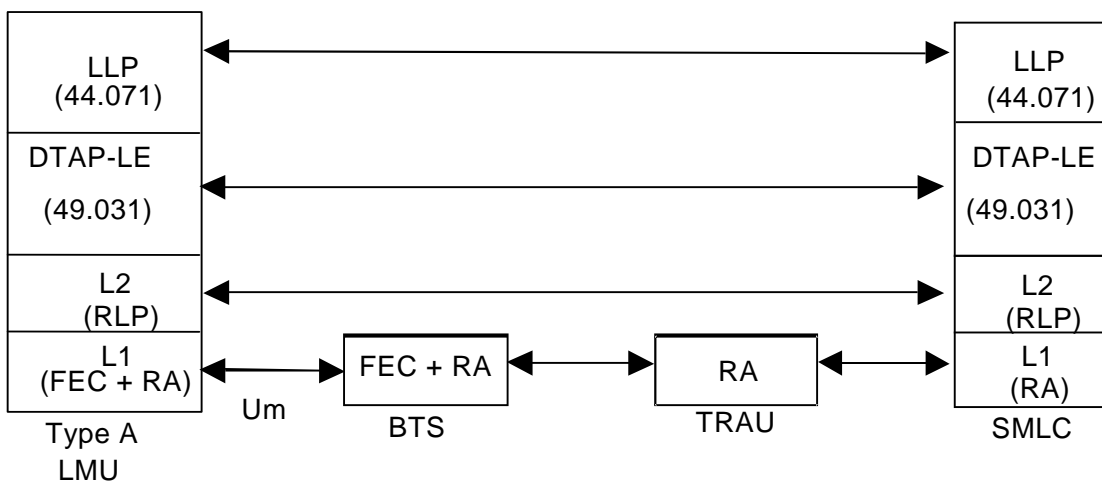 LLP
(44.071)
DTAP-LE
(49.031)
L2
(RLP)
L1
(FEC + RA)
Type A
LMU
Um
FEC + RA
BTS
RA
TRAU
LLP
(44.071)
DTAP-LE
(49.031)
L2
(RLP)
L1
(RA)
SMLC